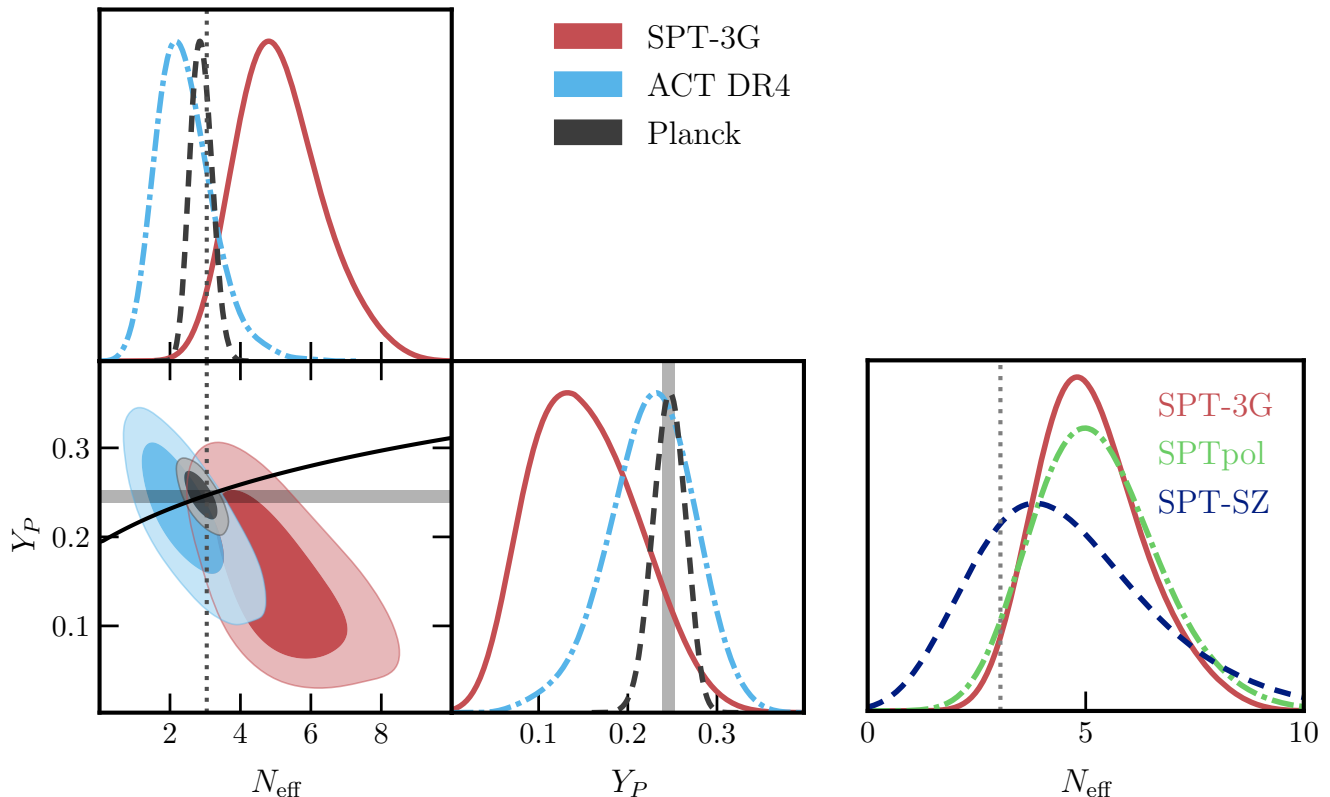 SPT-3G
ACT DR4
Planck
0.3
0.2
0.1
Y_P
2 4 6 8
N_eff
0.1 0.2 0.3
Y_P
SPT-3G
SPTpol
SPT-SZ
0 5 10
N_eff